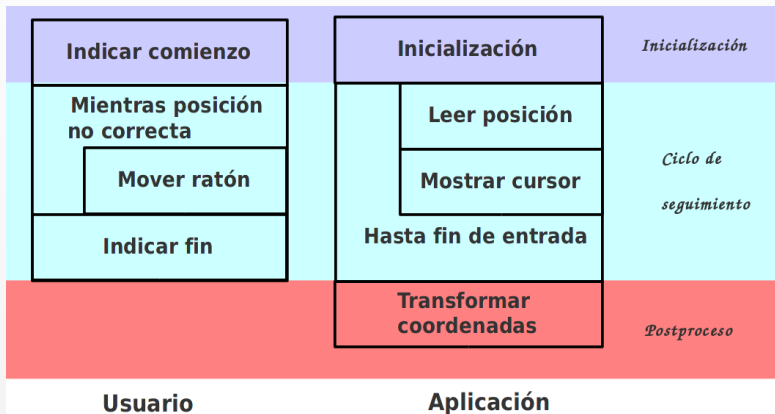 Indicar comienzo
Mientras posición
no correcta
Mover ratón
Indicar fin
Usuario
Inicialización
Leer posición
Mostrar cursor
Hasta fin de entrada
Transformar
coordenadas
Aplicación
Inicialización
Ciclo de
seguimiento
Postproceso